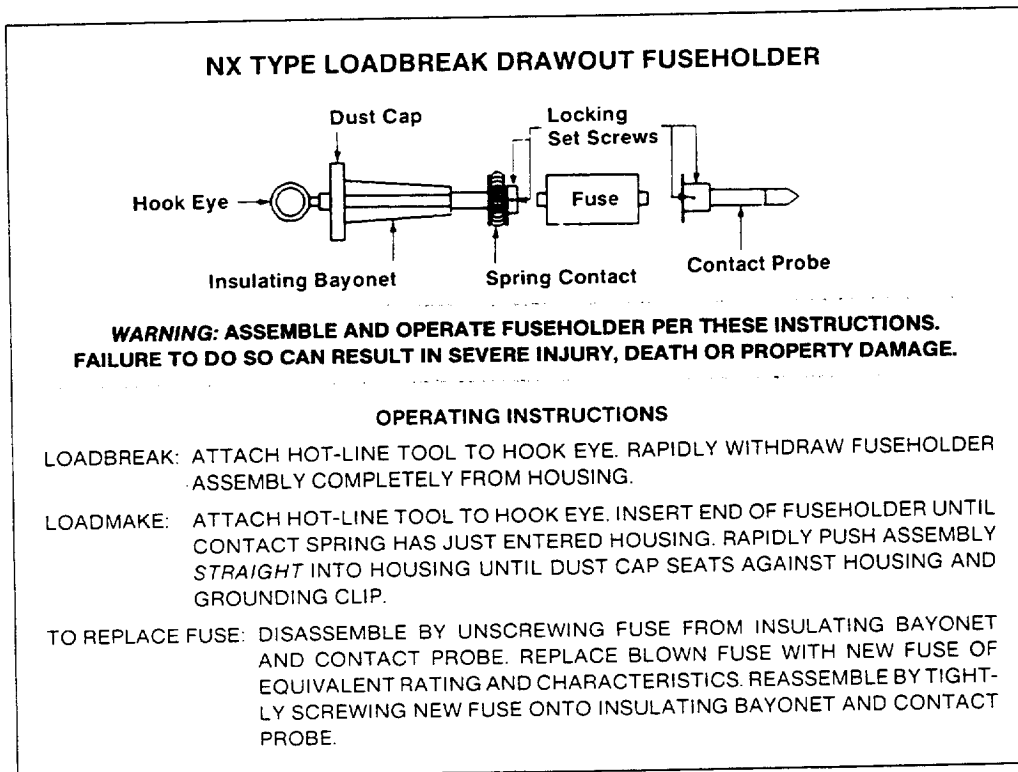 NX TYPE LOADBREAK DRAWOUT FUSEHOLDER
Dust Cap
Locking
Set Screws
Hook Eye
Fuse
Insulating Bayonet
Spring Contact
Contact Probe
WARNING: ASSEMBLE AND OPERATE FUSEHOLDER PER THESE INSTRUCTIONS.
FAILURE TO DO SO CAN RESULT IN SEVERE INJURY, DEATH OR PROPERTY DAMAGE.
OPERATING INSTRUCTIONS
LOADBREAK: ATTACH HOT-LINE TOOL TO HOOK EYE. RAPIDLY WITHDRAW FUSEHOLDER
ASSEMBLY COMPLETELY FROM HOUSING.
LOADMAKE: ATTACH HOT-LINE TOOL TO HOOK EYE. INSERT END OF FUSEHOLDER UNTIL
CONTACT SPRING HAS JUST ENTERED HOUSING. RAPIDLY PUSH ASSEMBLY
STRAIGHT INTO HOUSING UNTIL DUST CAP SEATS AGAINST HOUSING AND
GROUNDING CLIP.
TO REPLACE FUSE: DISASSEMBLE BY UNSCREWING FUSE FROM INSULATING BAYONET
AND CONTACT PROBE. REPLACE BLOWN FUSE WITH NEW FUSE OF
EQUIVALENT RATING AND CHARACTERISTICS. REASSEMBLE BY TIGHT-
LY SCREWING NEW FUSE ONTO INSULATING BAYONET AND CONTACT
PROBE.